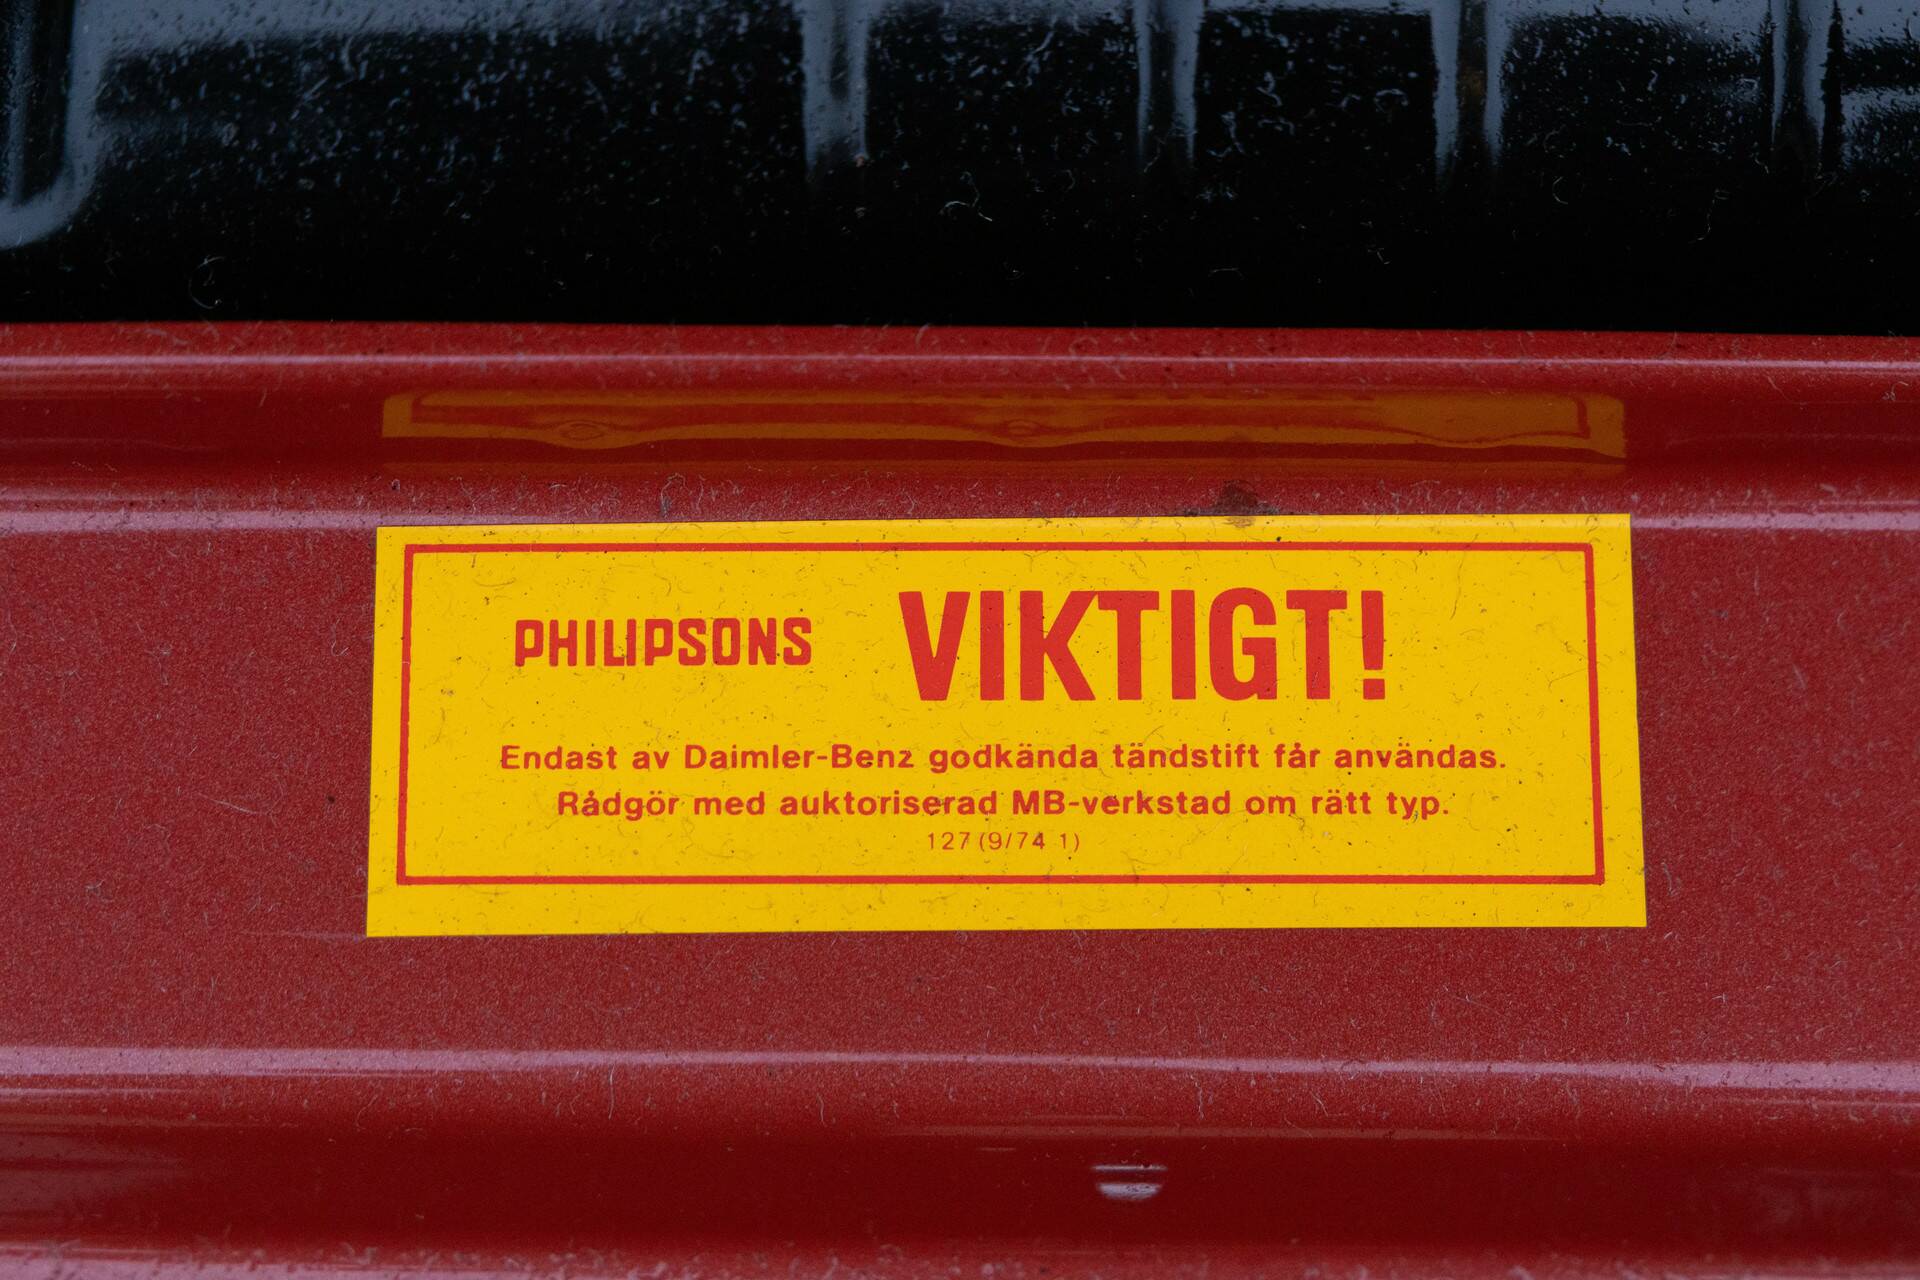 PHILIPSONS VIKTIGT!
Endast av Daimler-Benz godkända tändstift får användas.
Rådgör med auktoriserad MB-verkstad om rätt typ.
127 (9/74 1)